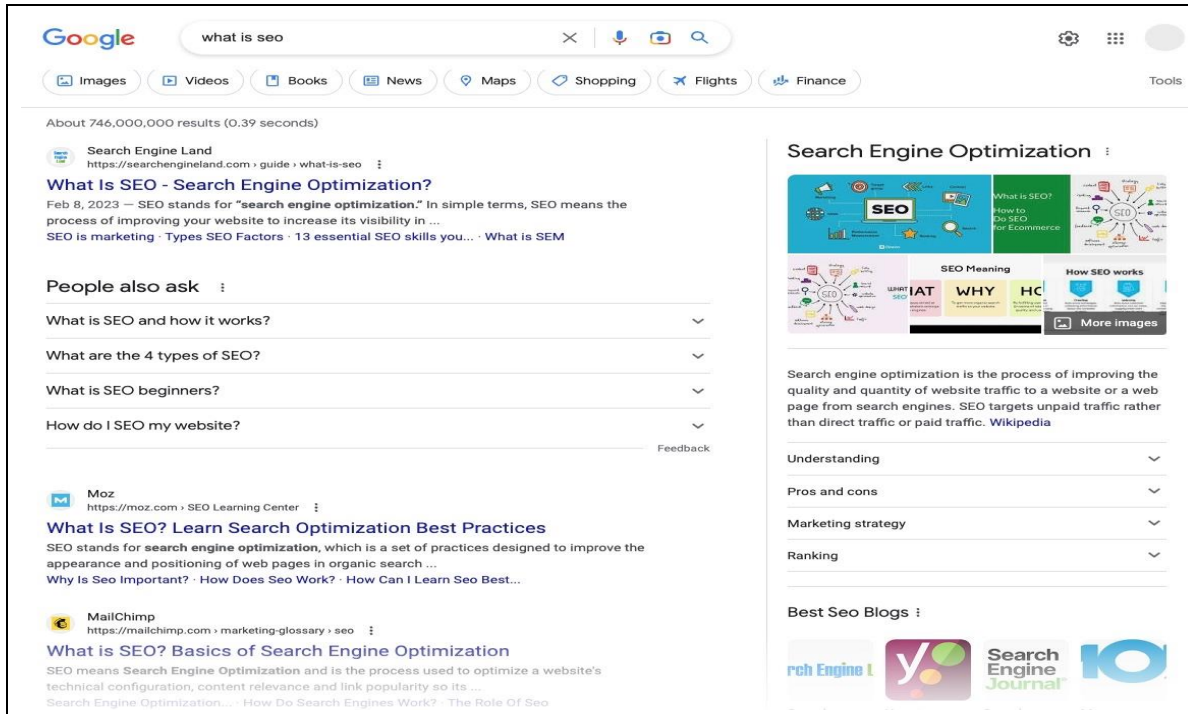 Google
what is seo
Images Videos Books News Maps Shopping Flights Finance
Tools
About 746,000,000 results (0.39 seconds)
Search Engine Land
https://searchengineland.com › guide › what-is-seo
What Is SEO - Search Engine Optimization?
Feb 8, 2023 — SEO stands for “search engine optimization.” In simple terms, SEO means the
process of improving your website to increase its visibility in ...
SEO is marketing · Types SEO Factors · 13 essential SEO skills you... · What is SEM
People also ask
What is SEO and how it works?
What are the 4 types of SEO?
What is SEO beginners?
How do I SEO my website?
Feedback
Moz
https://moz.com › SEO Learning Center
What Is SEO? Learn Search Optimization Best Practices
SEO stands for search engine optimization, which is a set of practices designed to improve the
appearance and positioning of web pages in organic search ...
Why Is Seo Important? · How Does Seo Work? · How Can I Learn Seo Best...
MailChimp
https://mailchimp.com › marketing-glossary › seo
What is SEO? Basics of Search Engine Optimization
SEO means Search Engine Optimization and is the process used to optimize a website's
technical configuration, content relevance and link popularity so its ...
Search Engine Optimization... · How Do Search Engines Work? · The Role Of Seo
Search Engine Optimization
SEO
What is SEO?
How to
Do SEO
for Ecommerce
SEO
SEO
SEO Meaning
WHAT
SEO
WHY
How SEO works
More images
Search engine optimization is the process of improving the
quality and quantity of website traffic to a website or a web
page from search engines. SEO targets unpaid traffic rather
than direct traffic or paid traffic. Wikipedia
Understanding
Pros and cons
Marketing strategy
Ranking
Best Seo Blogs
rch Engine L
Search
Engine
Journal